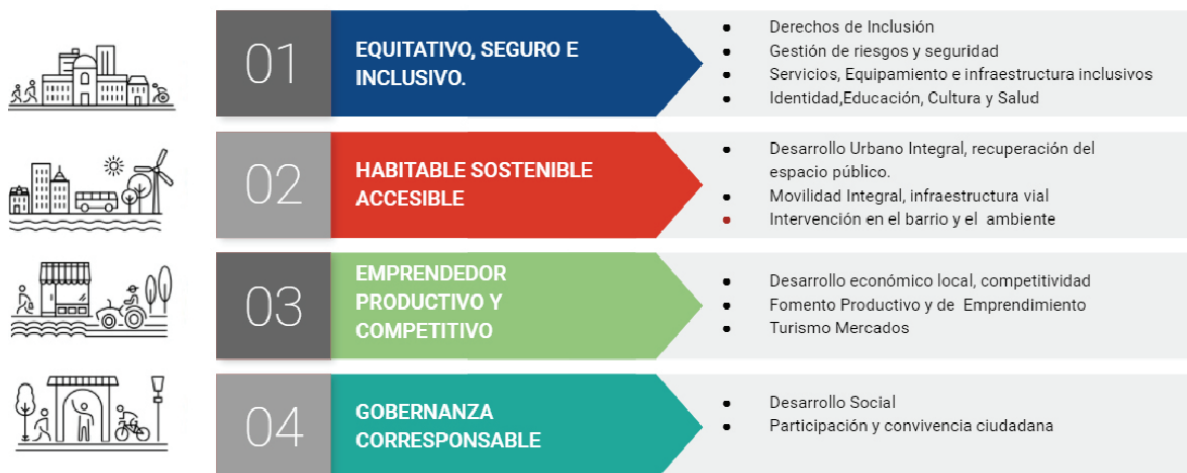 01
EQUITATIVO, SEGURO E
INCLUSIVO.
• Derechos de Inclusión
• Gestión de riesgos y seguridad
• Servicios, Equipamiento e infraestructura inclusivos
• Identidad,Educación, Cultura y Salud
02
HABITABLE SOSTENIBLE
ACCESIBLE
• Desarrollo Urbano Integral, recuperación del
espacio público.
• Movilidad Integral, infraestructura vial
• Intervención en el barrio y el ambiente
03
EMPRENDEDOR
PRODUCTIVO Y
COMPETITIVO
• Desarrollo económico local, competitividad
• Fomento Productivo y de Emprendimiento
• Turismo Mercados
04
GOBERNANZA
CORRESPONSABLE
• Desarrollo Social
• Participación y convivencia ciudadana